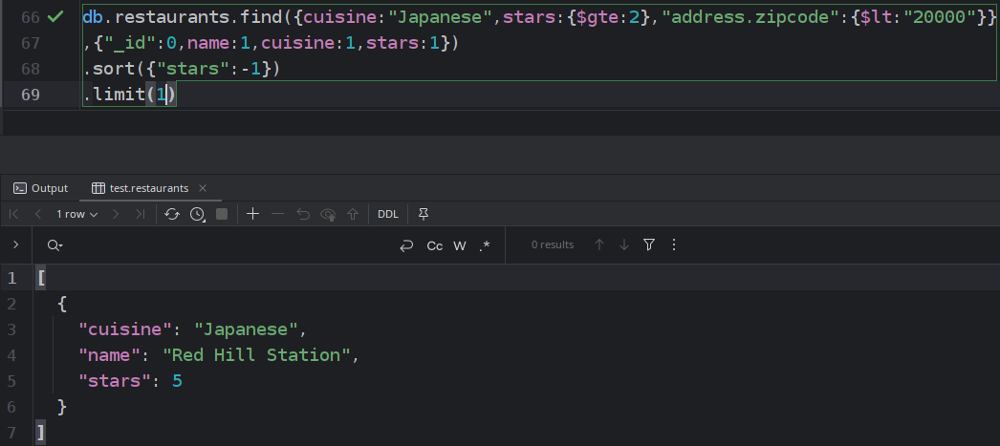 66 db.restaurants.find({cuisine:"Japanese",stars:{$gte:2},"address.zipcode":{$lt:"20000"}}
67 ,{"_id":0,name:1,cuisine:1,stars:1})
68 .sort({"stars":-1})
69 .limit(1)
Output test.restaurants
1 row DDL
Cc W .* 0 results
1 [
2 {
3 "cuisine": "Japanese",
4 "name": "Red Hill Station",
5 "stars": 5
6 }
7 ]